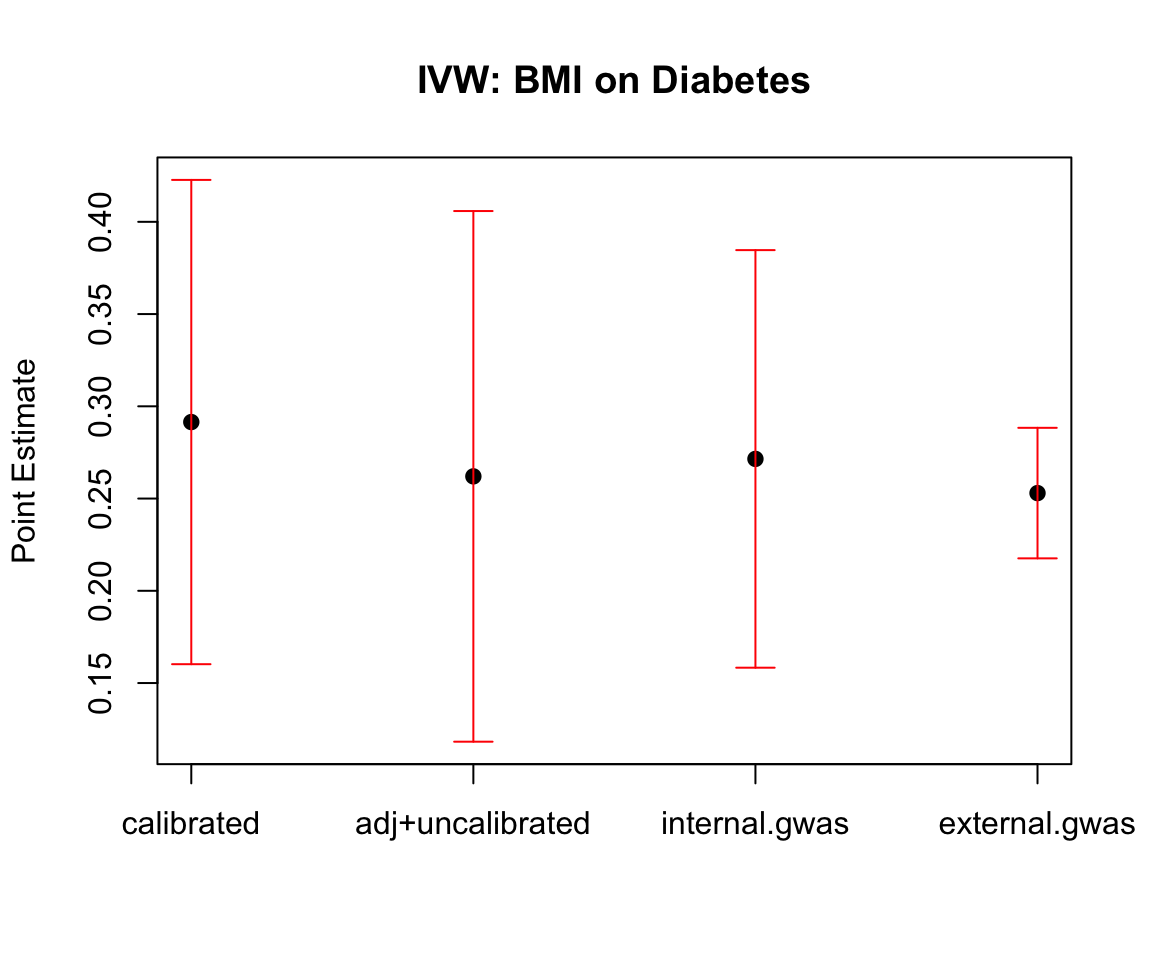 IVW: BMI on Diabetes
Point Estimate
0.40
0.35
0.30
0.25
0.20
0.15
calibrated
adj+uncalibrated
internal.gwas
external.gwas